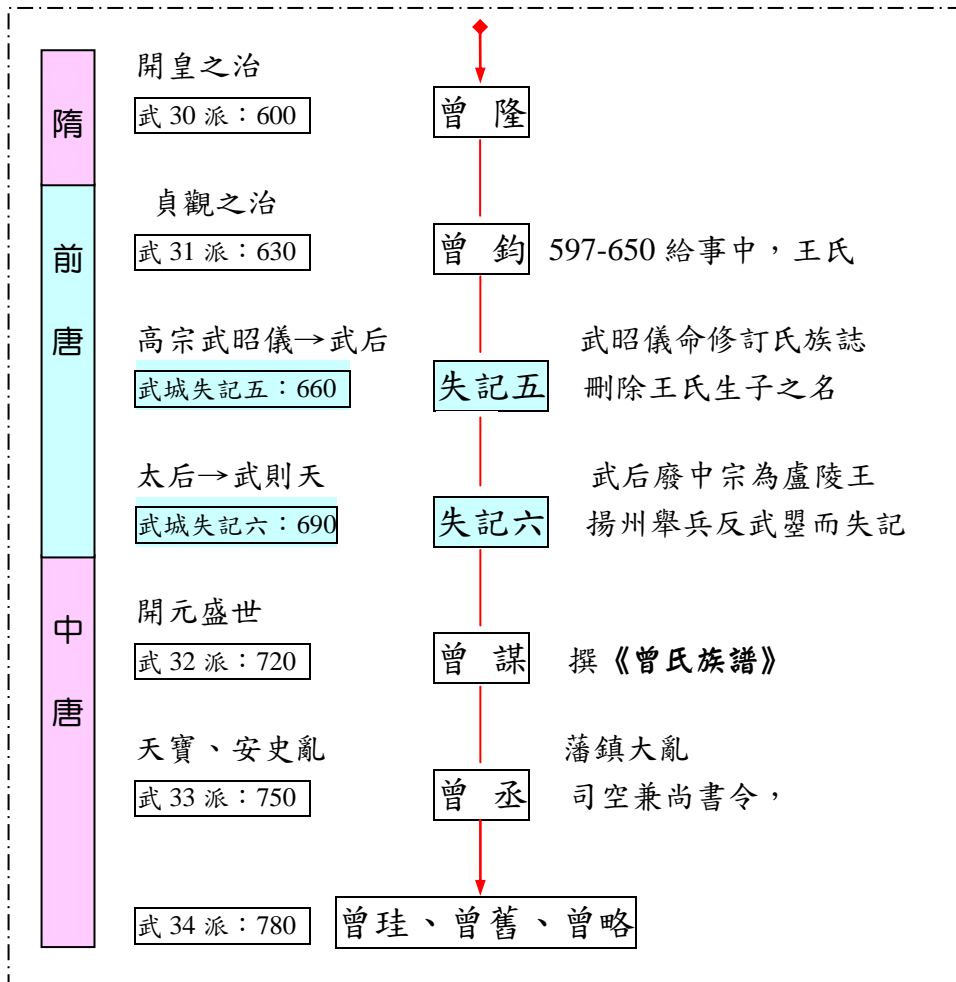 隋
開皇之治
武 30 派：600
曾 隆
前唐
貞觀之治
武 31 派：630
曾 鈞
597-650 給事中，王氏
高宗武昭儀→武后
武城失記五：660
失記五
武昭儀命修訂氏族誌
刪除王氏生子之名
太后→武則天
武城失記六：690
失記六
武后廢中宗為盧陵王
揚州舉兵反武曌而失記
中唐
開元盛世
武 32 派：720
曾 謀
撰《曾氏族譜》
天寶、安史亂
武 33 派：750
曾 丞
藩鎮大亂
司空兼尚書令，
武 34 派：780
曾珪、曾舊、曾略